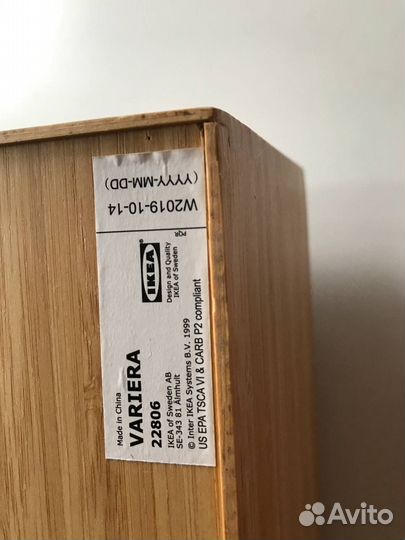 Made in China
VARIERA
22806
IKEA of Sweden AB
SE-343 81 Älmhult
© Inter IKEA Systems B.V. 1999
US EPA TSCA VI & CARB P2 compliant
IKEA
Design and Quality
IKEA of Sweden
W2019-10-14
(YYYY-MM-DD)
Avito